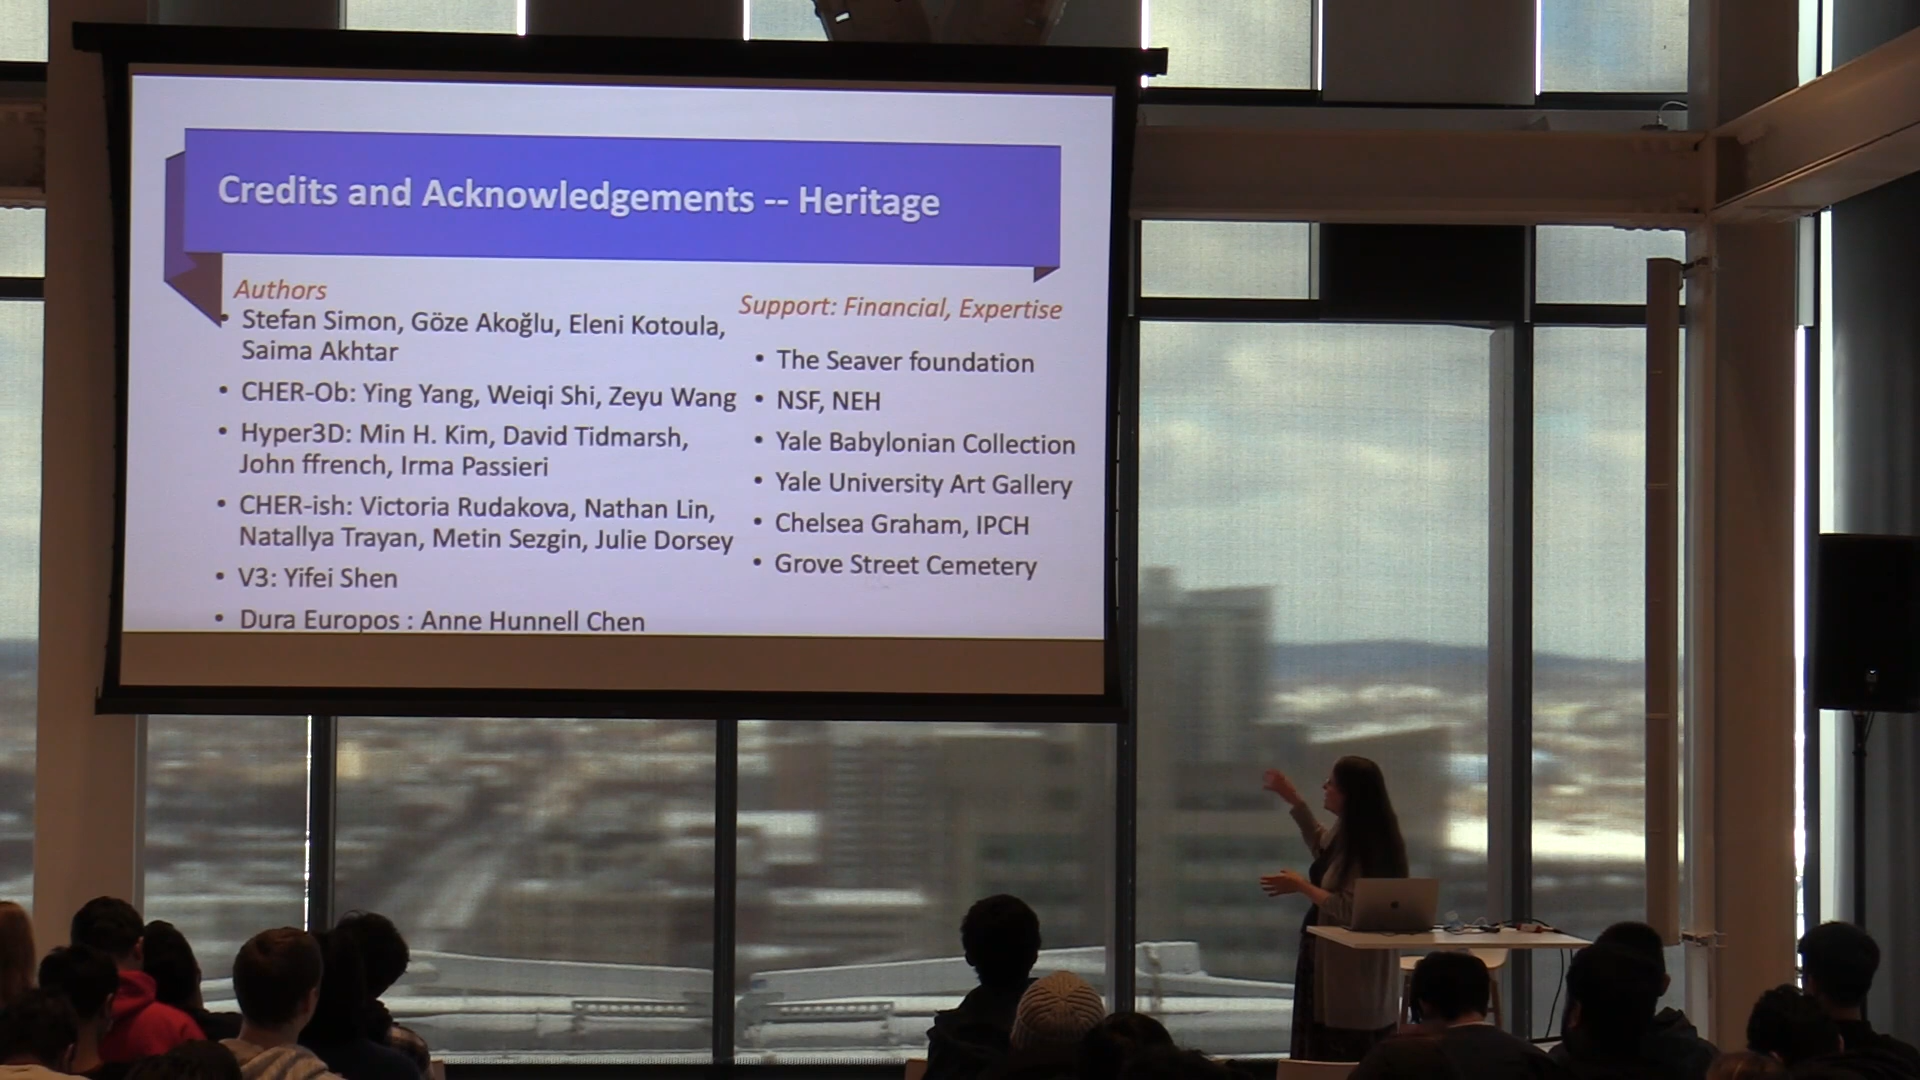 Credits and Acknowledgements -- Heritage
Authors
• Stefan Simon, Göze Akoğlu, Eleni Kotoula,
Saima Akhtar
• CHER-Ob: Ying Yang, Weiqi Shi, Zeyu Wang
• Hyper3D: Min H. Kim, David Tidmarsh,
John ffrench, Irma Passieri
• CHER-ish: Victoria Rudakova, Nathan Lin,
Natallya Trayan, Metin Sezgin, Julie Dorsey
• V3: Yifei Shen
• Dura Europos : Anne Hunnell Chen
Support: Financial, Expertise
• The Seaver foundation
• NSF, NEH
• Yale Babylonian Collection
• Yale University Art Gallery
• Chelsea Graham, IPCH
• Grove Street Cemetery